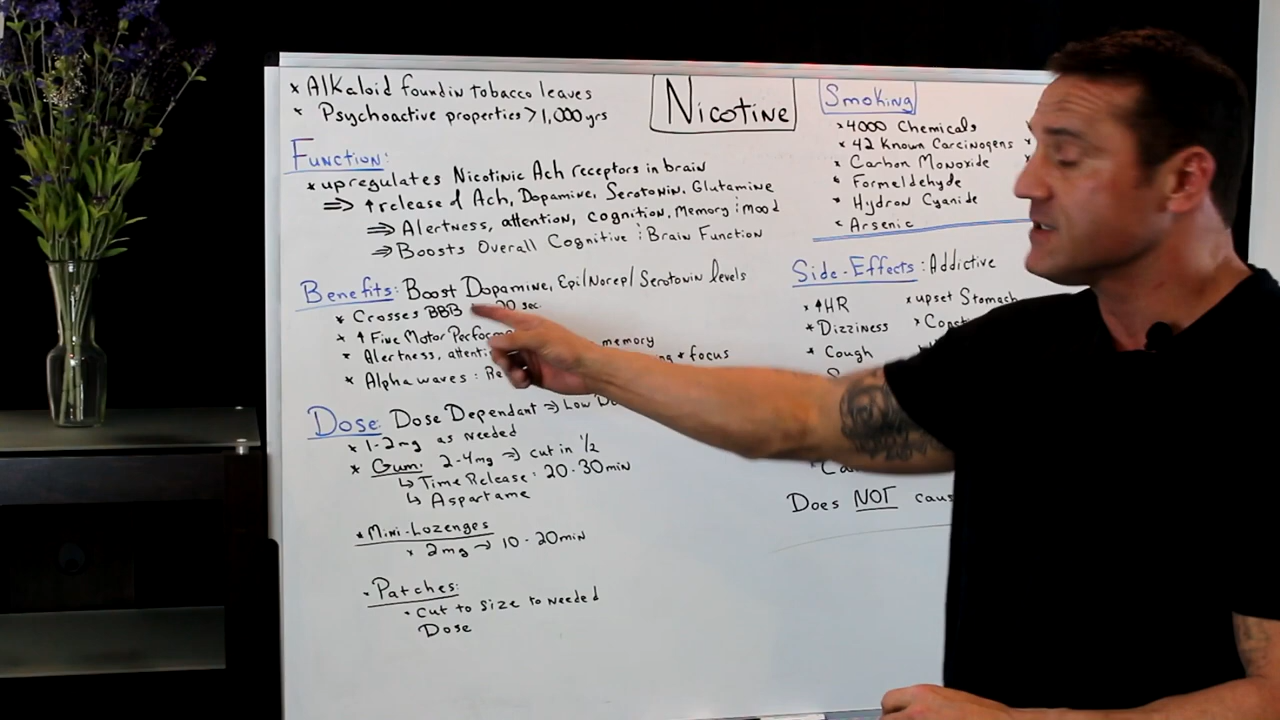 * Alkaloid found in tobacco leaves
* Psychoactive properties > 1,000 yrs
Nicotine
Function:
* upregulates Nicotinic Ach receptors in brain
⇒ ↑ release of Ach, Dopamine, Serotonin, Glutamine
⇒ Alertness, attention, cognition, Memory : Mood
⇒ Boosts Overall Cognitive : Brain Function
Benefits: Boost Dopamine, Epi/Norep/Serotonin levels
* Crosses BBB sec
* ↑ Fine Motor memory
* Alertness, * focus
* Alpha waves :
Dose: Dose Dependant ⇒ Low
* 1-2mg as needed
* Gum: 2-4mg ⇒ cut in 1/2
↳ Time Release: 20-30min
↳ Aspartame
* Mini-Lozenges
* 2mg → 10-20min
* Patches:
* Cut to size to needed
Dose
Smoking
* 4000 Chemicals
* 42 Known Carcinogens
* Carbon Monoxide
* Formeldehyde
* Hydron Cyanide
* Arsenic
Side-Effects: Addictive
* ↑HR * upset Stomach
* Dizziness
* Cough
Does NOT